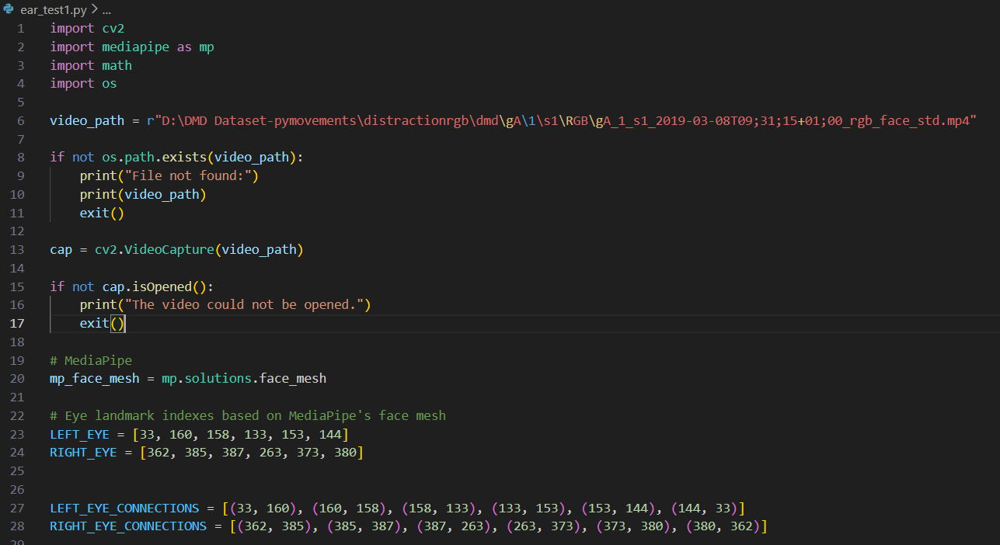 ear_test1.py > ...
1 import cv2
2 import mediapipe as mp
3 import math
4 import os
5
6 video_path = r"D:\DMD Dataset-pymovements\distractionrgb\dmd\gA\1\s1\RGB\gA_1_s1_2019-03-08T09;31;15+01;00_rgb_face_std.mp4"
7
8 if not os.path.exists(video_path):
9     print("File not found:")
10     print(video_path)
11     exit()
12
13 cap = cv2.VideoCapture(video_path)
14
15 if not cap.isOpened():
16     print("The video could not be opened.")
17     exit()
18
19 # MediaPipe
20 mp_face_mesh = mp.solutions.face_mesh
21
22 # Eye landmark indexes based on MediaPipe's face mesh
23 LEFT_EYE = [33, 160, 158, 133, 153, 144]
24 RIGHT_EYE = [362, 385, 387, 263, 373, 380]
25
26
27 LEFT_EYE_CONNECTIONS = [(33, 160), (160, 158), (158, 133), (133, 153), (153, 144), (144, 33)]
28 RIGHT_EYE_CONNECTIONS = [(362, 385), (385, 387), (387, 263), (263, 373), (373, 380), (380, 362)]
29